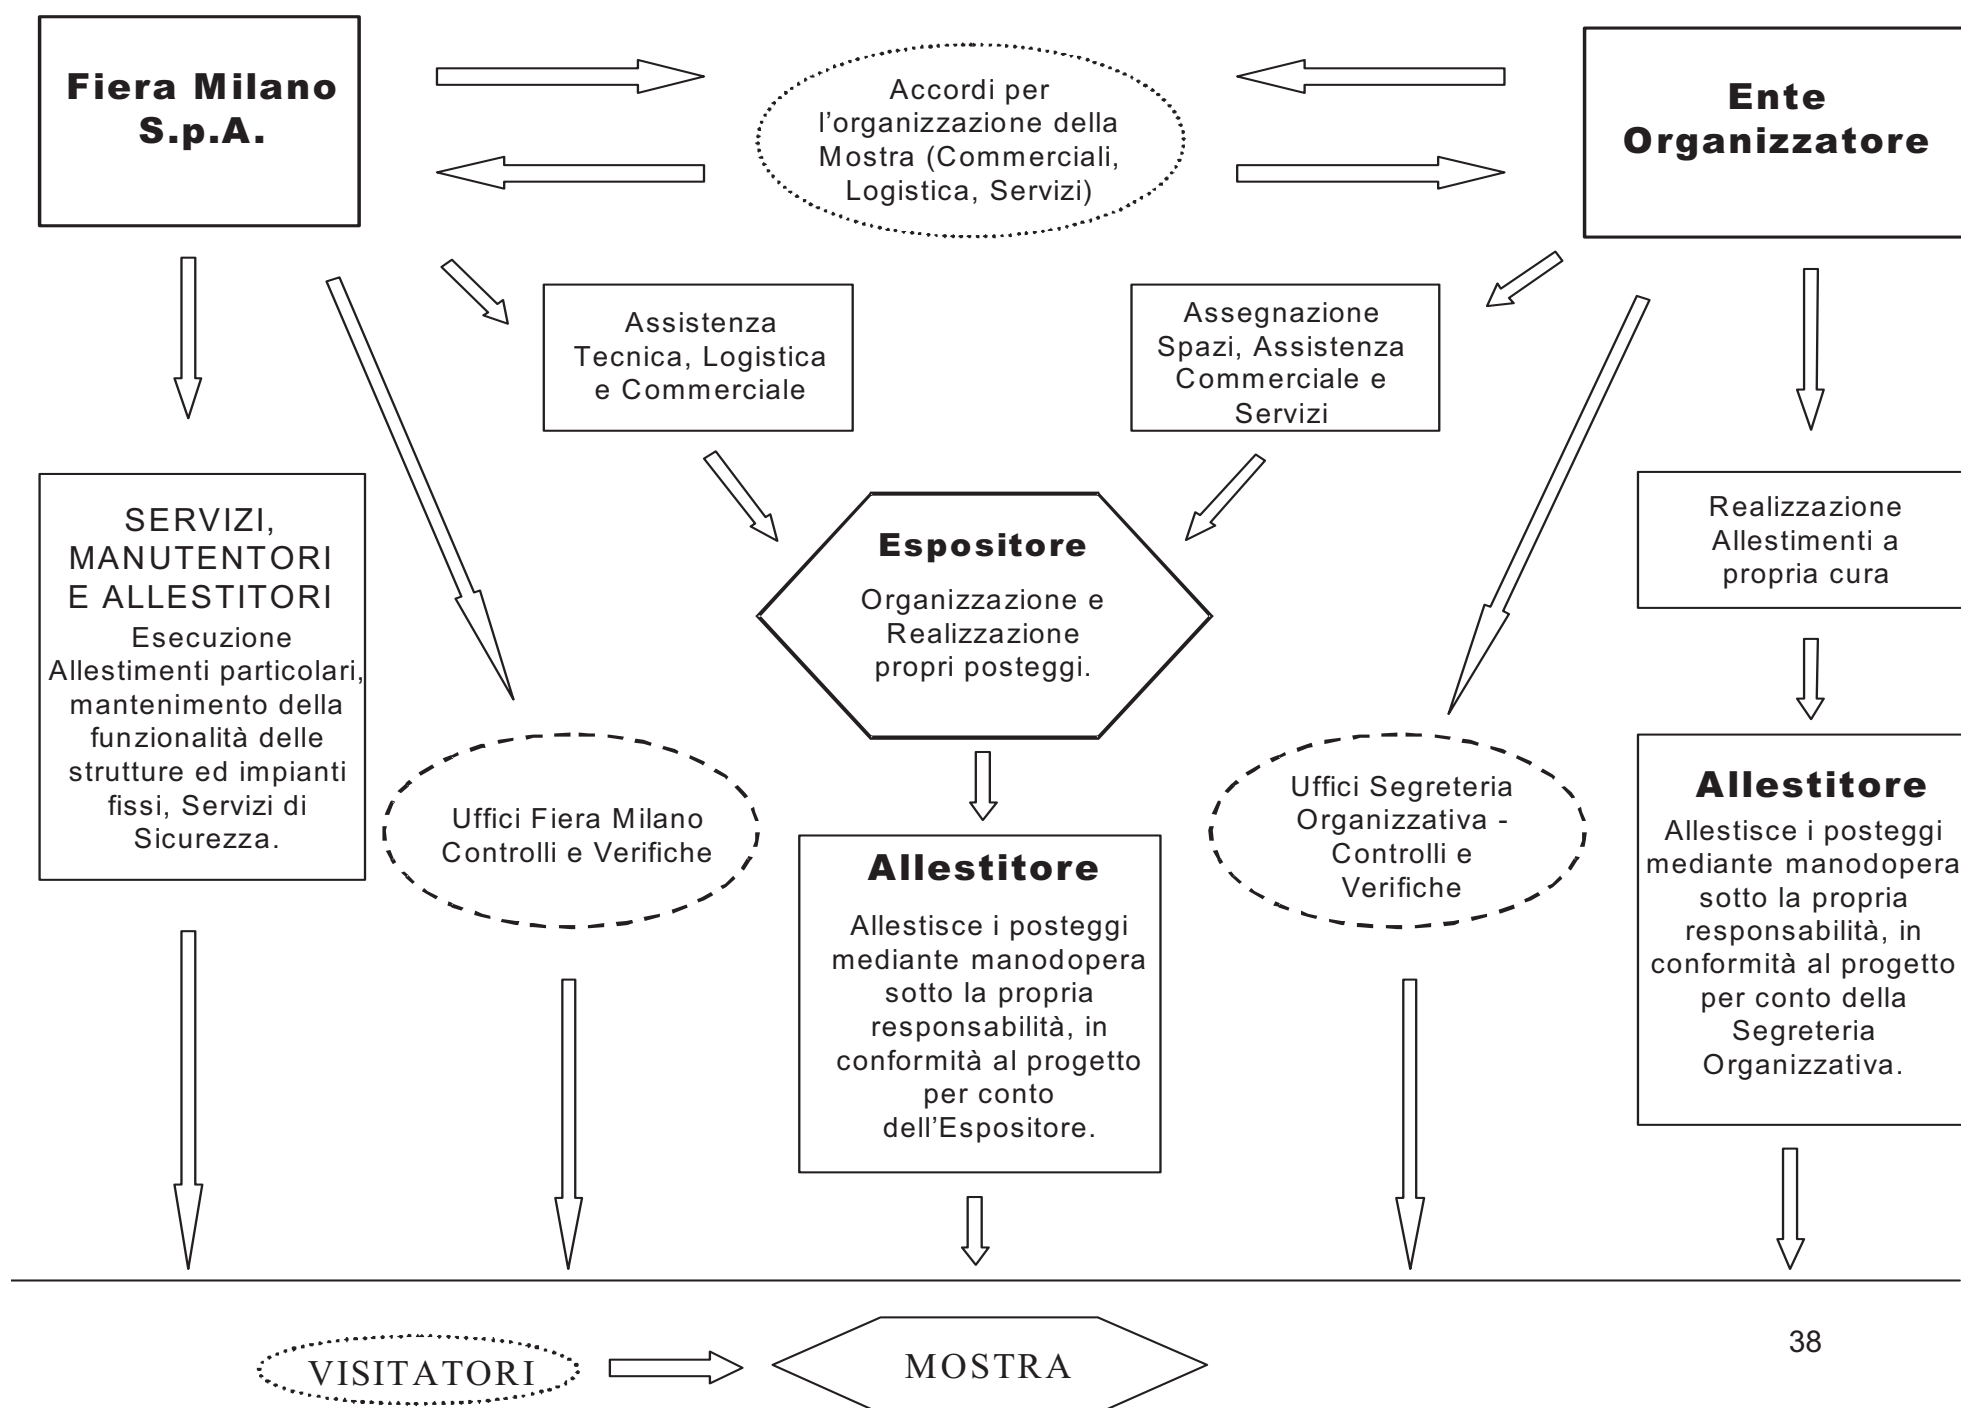 Fiera Milano
S.p.A.
Accordi per
l'organizzazione della
Mostra (Commerciali,
Logistica, Servizi)
Ente
Organizzatore
Assistenza
Tecnica, Logistica
e Commerciale
Assegnazione
Spazi, Assistenza
Commerciale e
Servizi
SERVIZI,
MANUTENTORI
E ALLESTITORI
Esecuzione
Allestimenti particolari,
mantenimento della
funzionalità delle
strutture ed impianti
fissi, Servizi di
Sicurezza.
Espositore
Organizzazione e
Realizzazione
propri posteggi.
Realizzazione
Allestimenti a
propria cura
Uffici Fiera Milano
Controlli e Verifiche
Allestitore
Allestisce i posteggi
mediante manodopera
sotto la propria
responsabilità, in
conformità al progetto
per conto
dell'Espositore.
Uffici Segreteria
Organizzativa -
Controlli e
Verifiche
Allestitore
Allestisce i posteggi
mediante manodopera
sotto la propria
responsabilità, in
conformità al progetto
per conto della
Segreteria
Organizzativa.
VISITATORI
MOSTRA
38